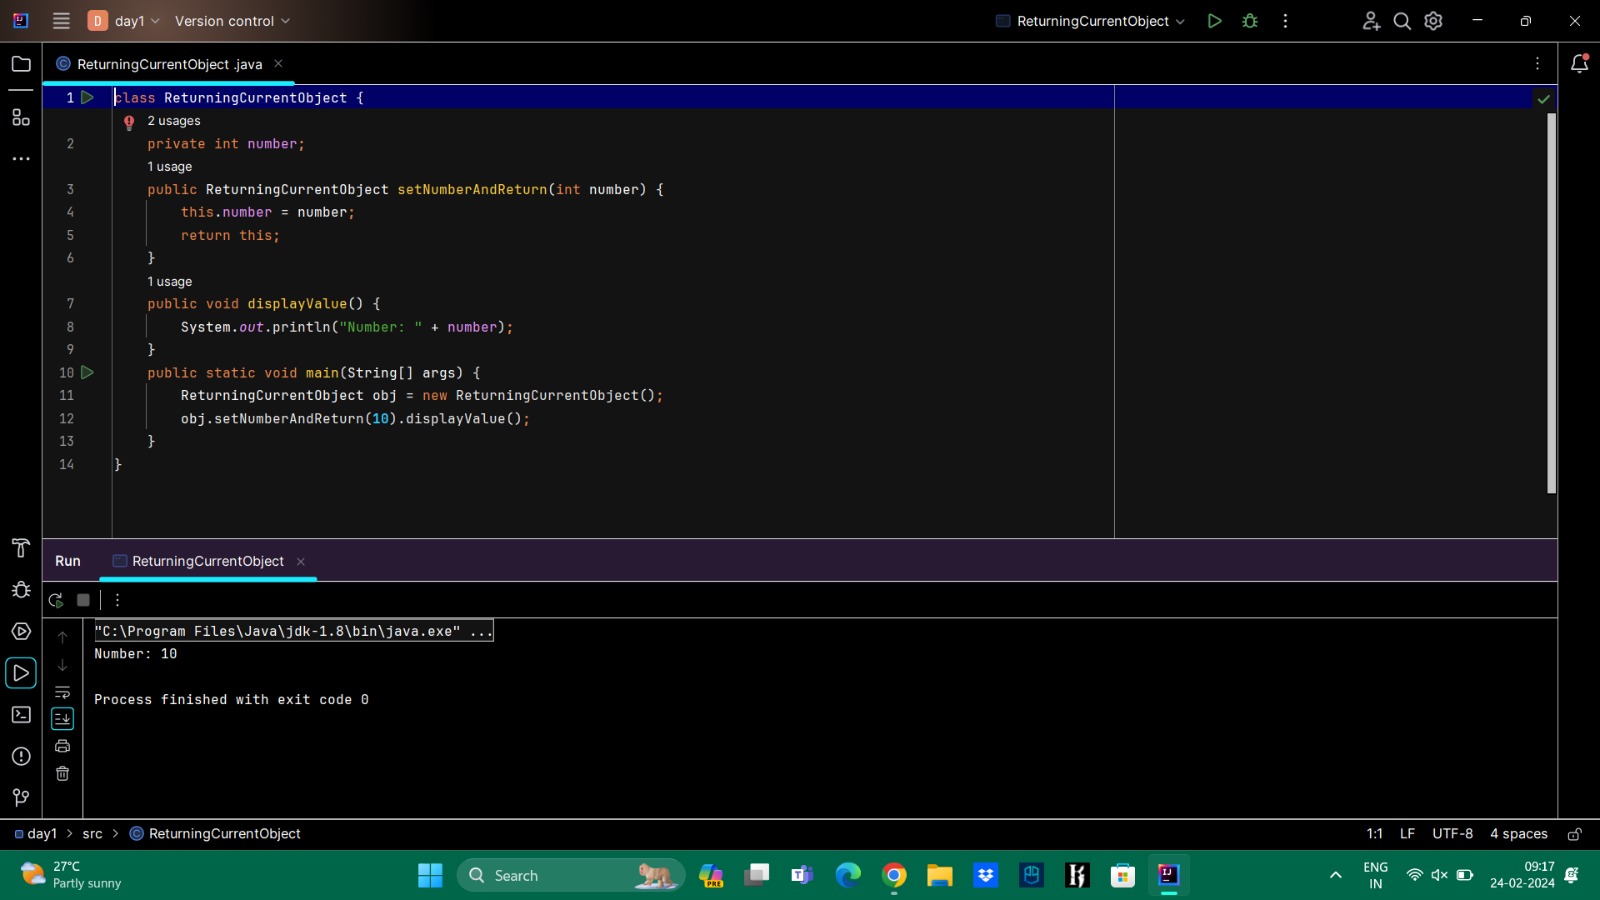 D day1 Version control ReturningCurrentObject
ReturningCurrentObject .java
1 class ReturningCurrentObject {
2 usages
2 private int number;
1 usage
3 public ReturningCurrentObject setNumberAndReturn(int number) {
4 this.number = number;
5 return this;
6 }
1 usage
7 public void displayValue() {
8 System.out.println("Number: " + number);
9 }
10 public static void main(String[] args) {
11 ReturningCurrentObject obj = new ReturningCurrentObject();
12 obj.setNumberAndReturn(10).displayValue();
13 }
14 }
Run ReturningCurrentObject
"C:\Program Files\Java\jdk-1.8\bin\java.exe" ...
Number: 10
Process finished with exit code 0
day1 > src > ReturningCurrentObject 1:1 LF UTF-8 4 spaces
27°C
Partly sunny
Search
PRE
ENG
IN
09:17
24-02-2024